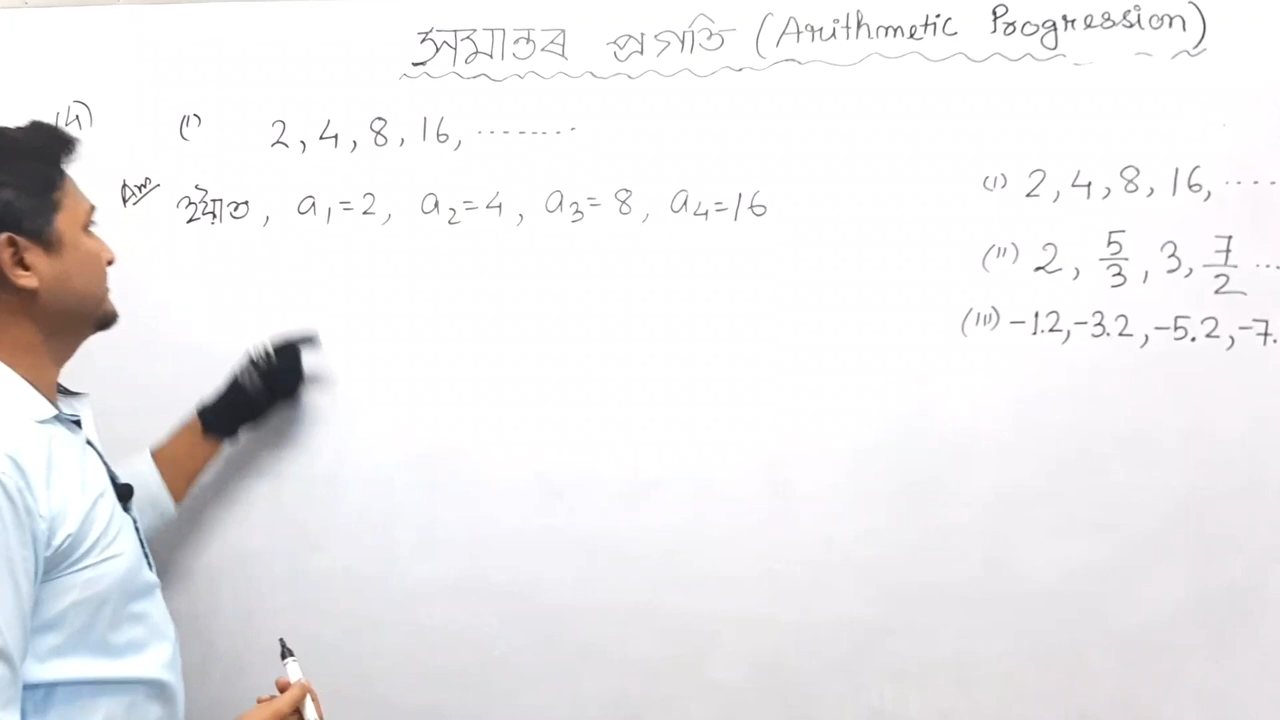 সমান্তৰ প্ৰগতি (Arithmetic Progression)
4) (i) 2, 4, 8, 16, ........
Ans ইয়াত, a₁=2, a₂=4, a₃=8, a₄=16
(i) 2, 4, 8, 16, ....
(ii) 2, 5/3, 3, 7/2 ...
(iii) -1.2, -3.2, -5.2, -7.